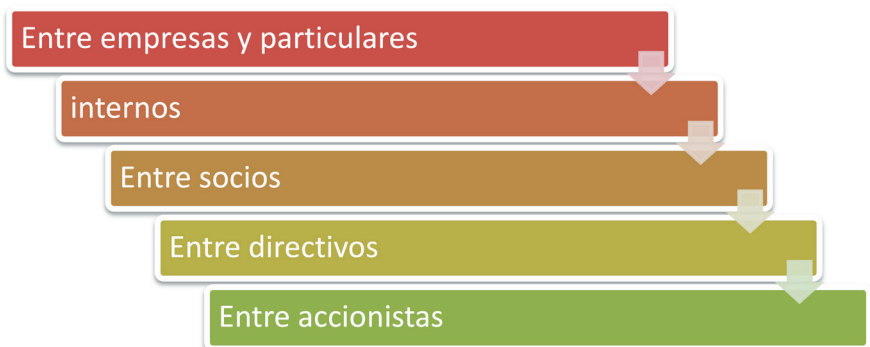 Entre empresas y particulares
internos
Entre socios
Entre directivos
Entre accionistas